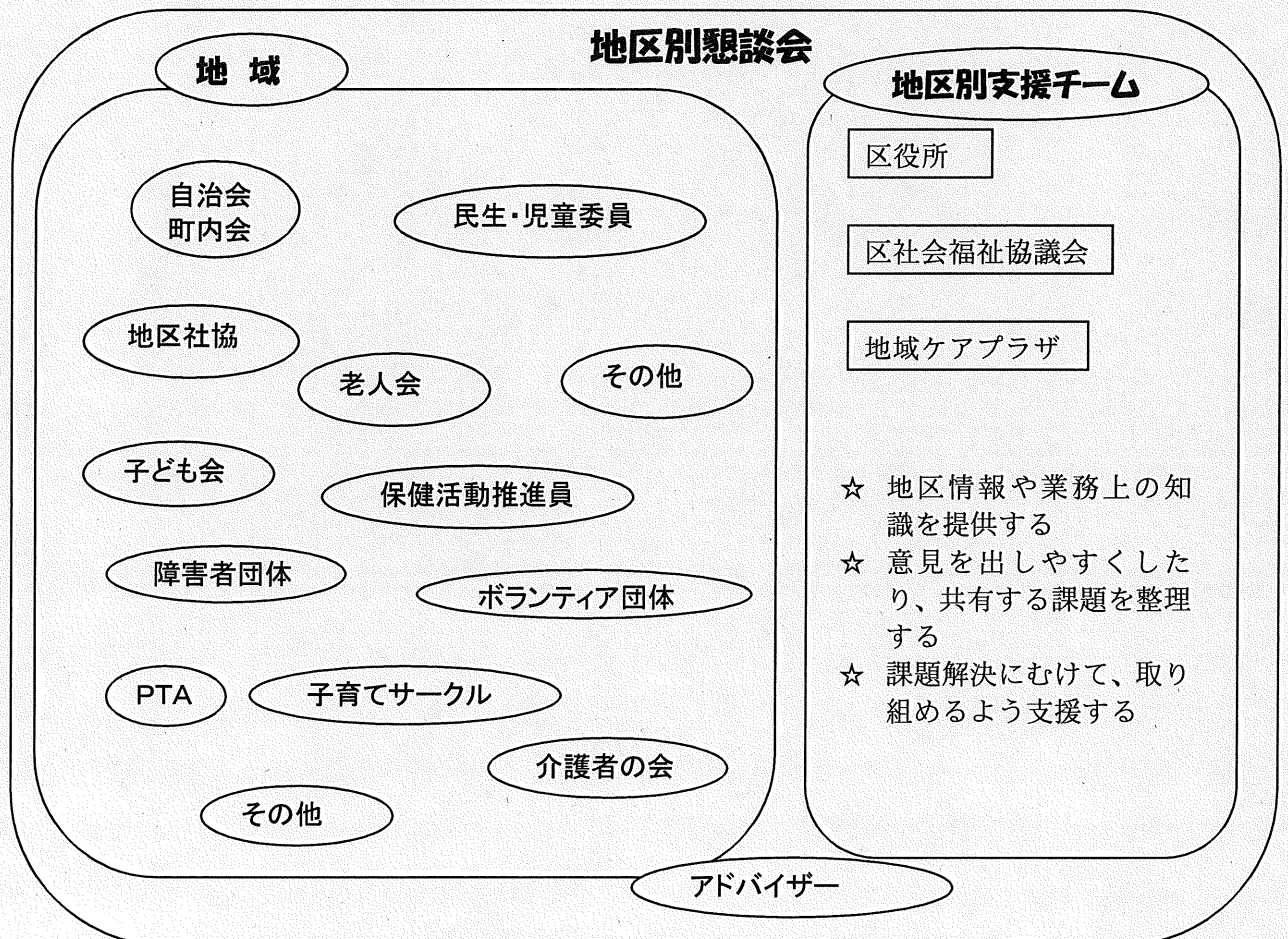 地区別懇談会
地 域
自治会
町内会
民生・児童委員
地区社協
老人会
その他
子ども会
保健活動推進員
障害者団体
ボランティア団体
PTA
子育てサークル
介護者の会
その他
地区別支援チーム
区役所
区社会福祉協議会
地域ケアプラザ
☆ 地区情報や業務上の知
識を提供する
☆ 意見を出しやすくした
り、共有する課題を整理
する
☆ 課題解決にむけて、取り
組めるよう支援する
アドバイザー